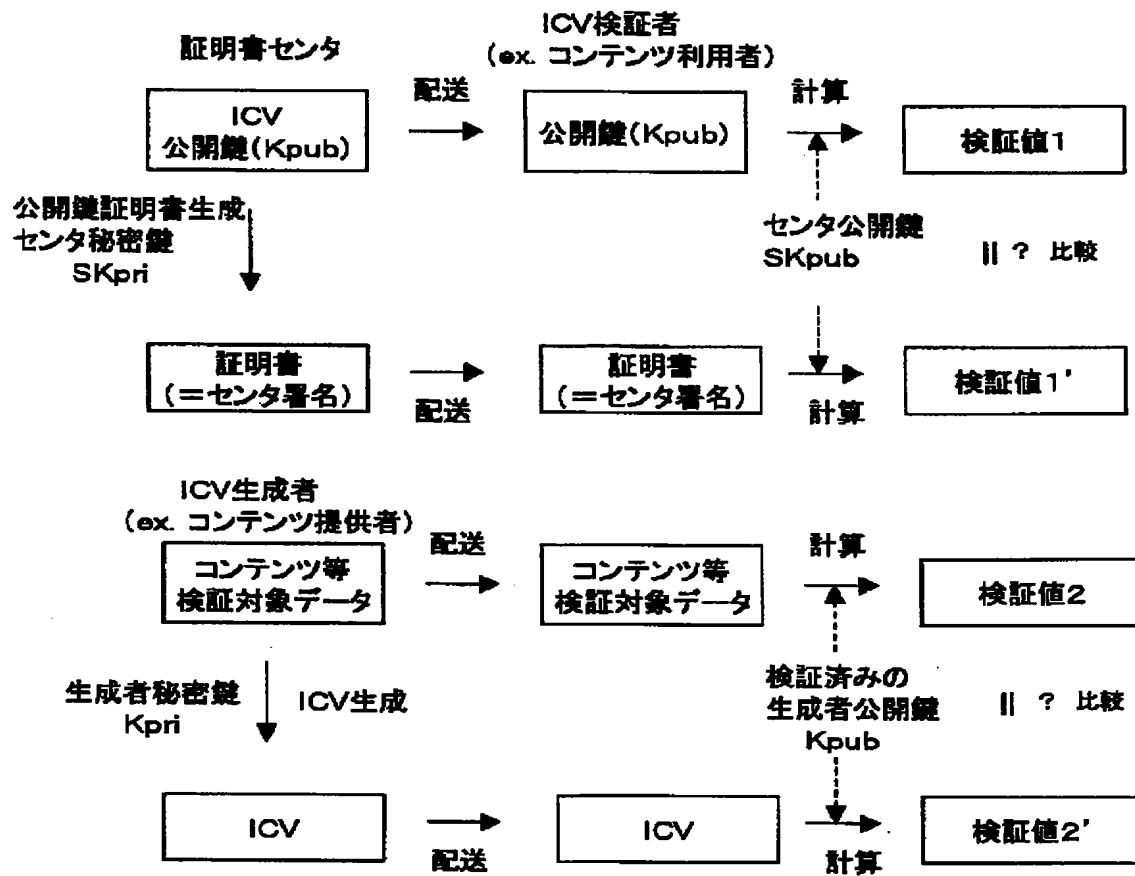 証明書センタ
ICV検証者
(ex. コンテンツ利用者)
ICV
公開鍵(Kpub)
配送
公開鍵(Kpub)
計算
検証値1
公開鍵証明書生成
センタ秘密鍵
SKpri
センタ公開鍵
SKpub
|| ? 比較
証明書
(=センタ署名)
配送
証明書
(=センタ署名)
計算
検証値1'
ICV生成者
(ex. コンテンツ提供者)
コンテンツ等
検証対象データ
配送
コンテンツ等
検証対象データ
計算
検証値2
生成者秘密鍵
Kpri
ICV生成
検証済みの
生成者公開鍵
Kpub
|| ? 比較
ICV
配送
ICV
計算
検証値2'